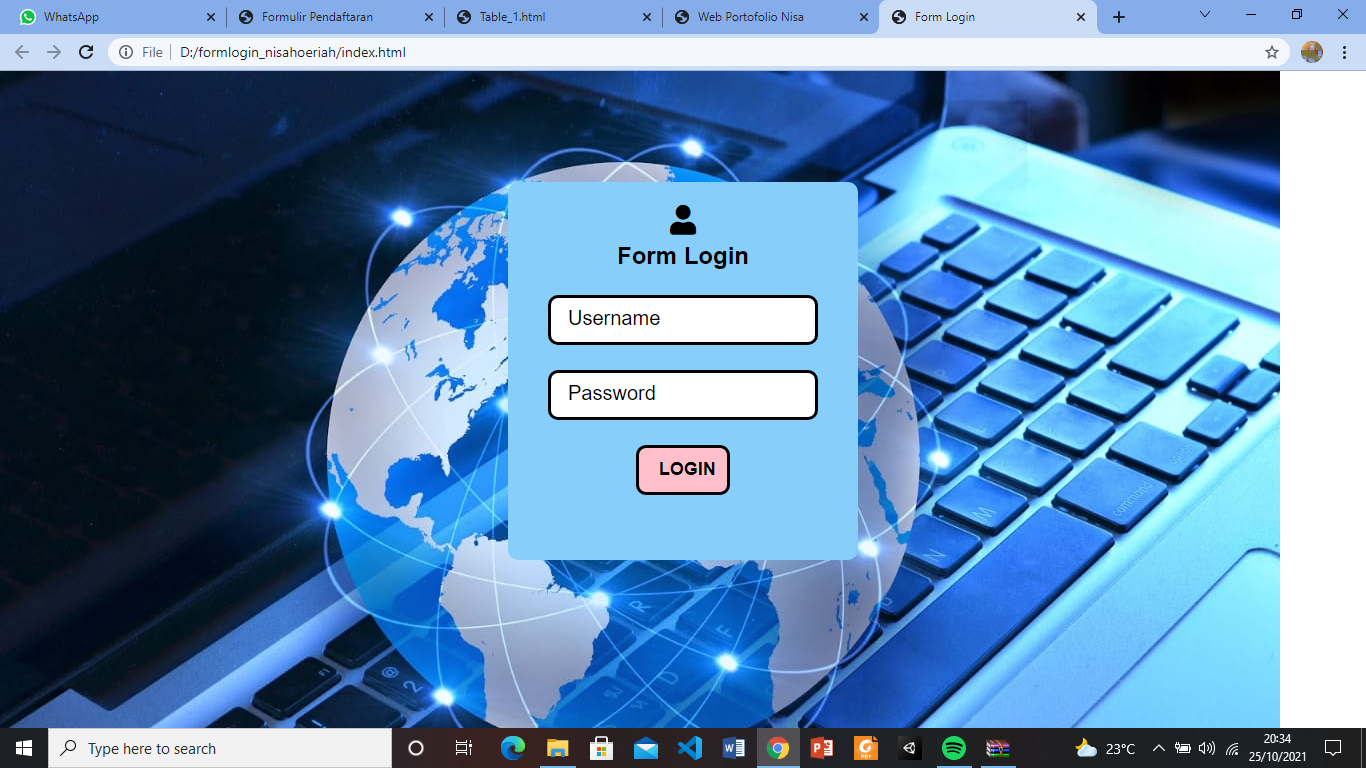 WhatsApp
Formulir Pendaftaran
Table_1.html
Web Portofolio Nisa
Form Login
File
D:/formlogin_nisahoeriah/index.html
Form Login
Username
Password
LOGIN
command
Type here to search
23°C
20:34
25/10/2021